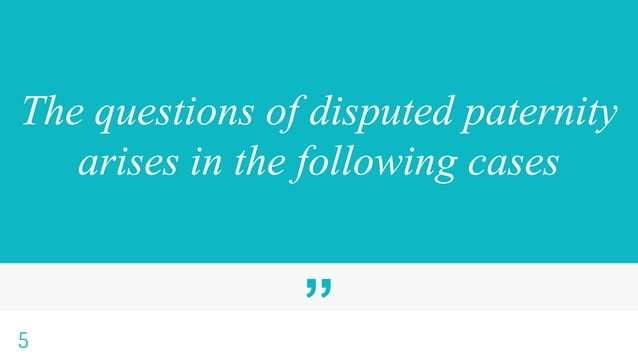 The questions of disputed paternity
arises in the following cases
”
5